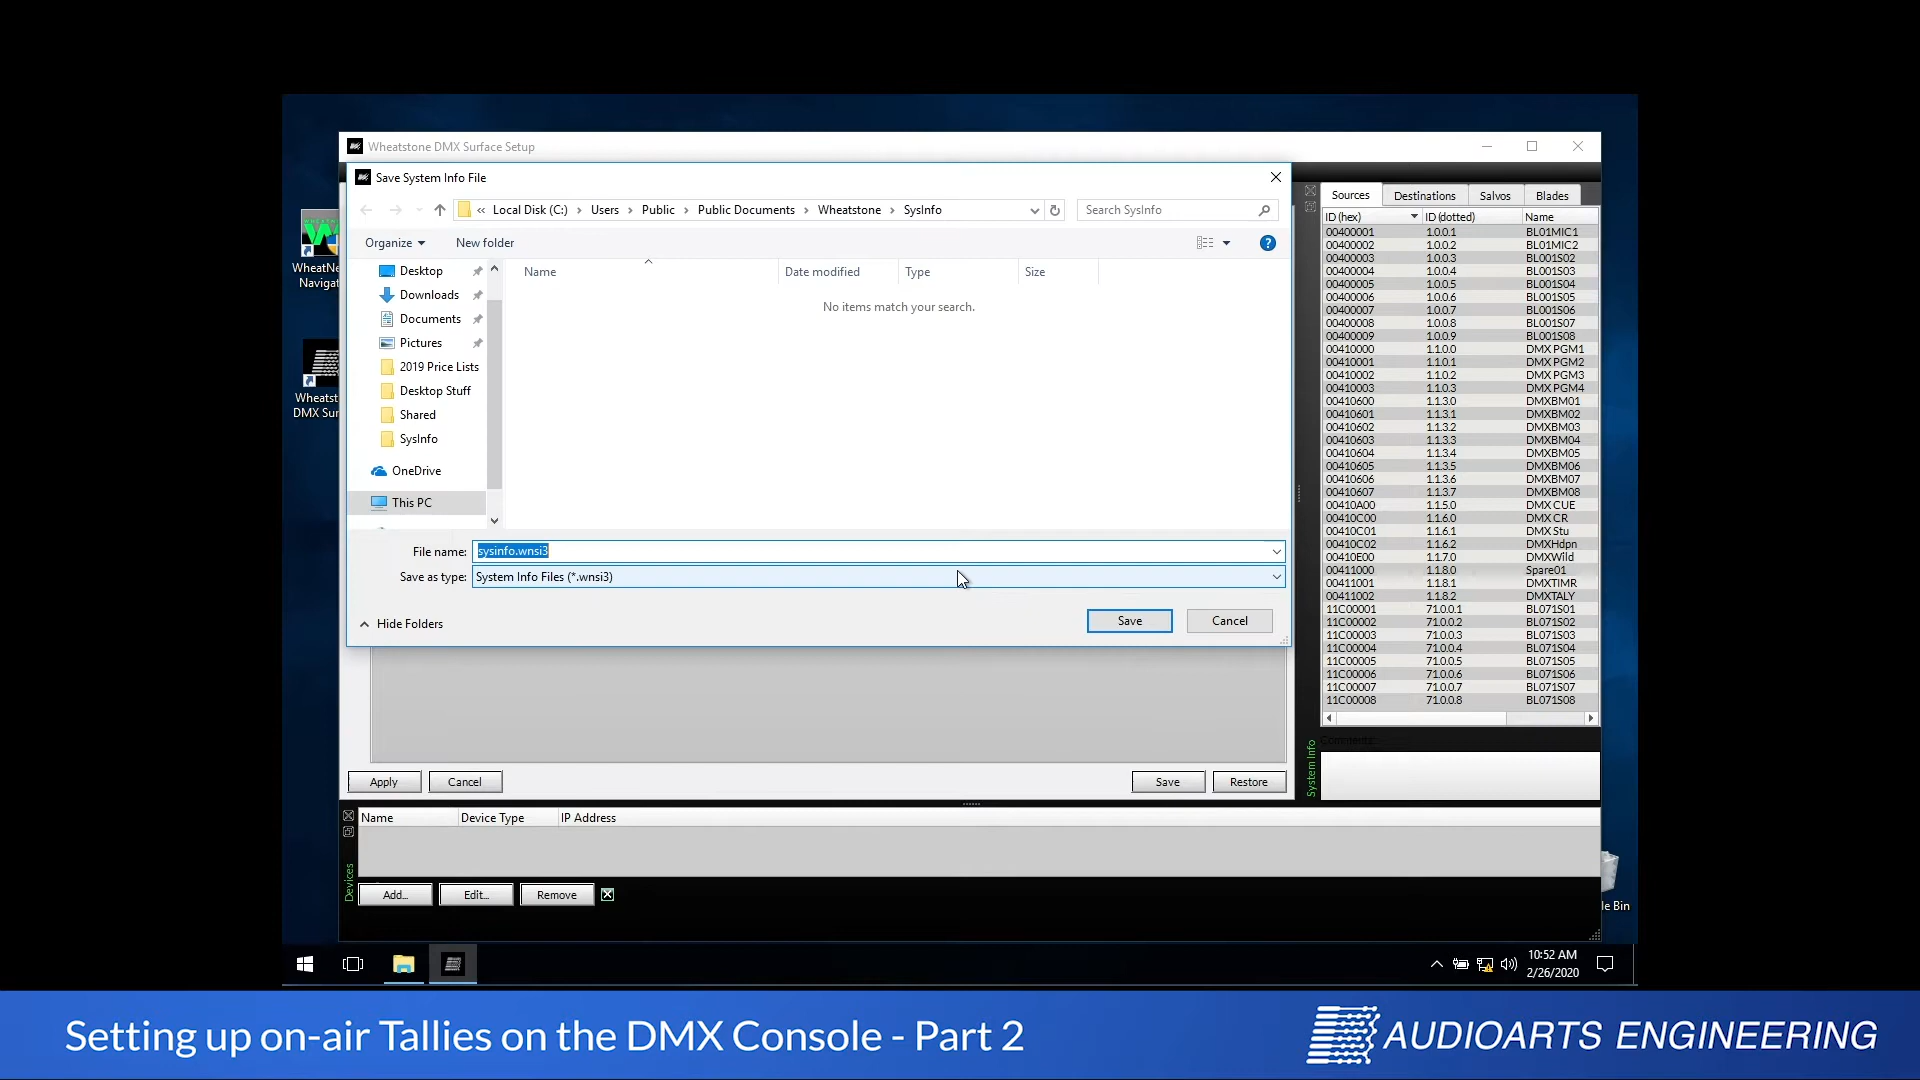 Wheatstone DMX Surface Setup
Save System Info File
« Local Disk (C:) › Users › Public › Public Documents › Wheatstone › SysInfo
Search SysInfo
Organize
New folder
Desktop
Downloads
Documents
Pictures
2019 Price Lists
Desktop Stuff
Shared
SysInfo
OneDrive
This PC
Name Date modified Type Size
No items match your search.
File name: sysinfo.wnsi3
Save as type: System Info Files (*.wnsi3)
Hide Folders
Save
Cancel
WheatNe
Navigat
Wheatst
DMX Sur
Sources Destinations Salvos Blades
ID (hex) ID (dotted) Name
00400001 1.0.0.1 BL01MIC1
00400002 1.0.0.2 BL01MIC2
00400003 1.0.0.3 BL001S02
00400004 1.0.0.4 BL001S03
00400005 1.0.0.5 BL001S04
00400006 1.0.0.6 BL001S05
00400007 1.0.0.7 BL001S06
00400008 1.0.0.8 BL001S07
00400009 1.0.0.9 BL001S08
00410000 1.1.0.0 DMX PGM1
00410001 1.1.0.1 DMX PGM2
00410002 1.1.0.2 DMX PGM3
00410003 1.1.0.3 DMX PGM4
00410600 1.1.3.0 DMXBM01
00410601 1.1.3.1 DMXBM02
00410602 1.1.3.2 DMXBM03
00410603 1.1.3.3 DMXBM04
00410604 1.1.3.4 DMXBM05
00410605 1.1.3.5 DMXBM06
00410606 1.1.3.6 DMXBM07
00410607 1.1.3.7 DMXBM08
00410A00 1.1.5.0 DMX CUE
00410C00 1.1.6.0 DMX CR
00410C01 1.1.6.1 DMX Stu
00410C02 1.1.6.2 DMXHdpn
00410E00 1.1.7.0 DMXWild
00411000 1.1.8.0 Spare01
00411001 1.1.8.1 DMXTIMR
00411002 1.1.8.2 DMXTALY
11C00001 71.0.0.1 BL071S01
11C00002 71.0.0.2 BL071S02
11C00003 71.0.0.3 BL071S03
11C00004 71.0.0.4 BL071S04
11C00005 71.0.0.5 BL071S05
11C00006 71.0.0.6 BL071S06
11C00007 71.0.0.7 BL071S07
11C00008 71.0.0.8 BL071S08
Comments:
System Info
Apply
Cancel
Save
Restore
Name Device Type IP Address
Devices
Add...
Edit...
Remove
le Bin
10:52 AM
2/26/2020
Setting up on-air Tallies on the DMX Console - Part 2
AUDIOARTS ENGINEERING